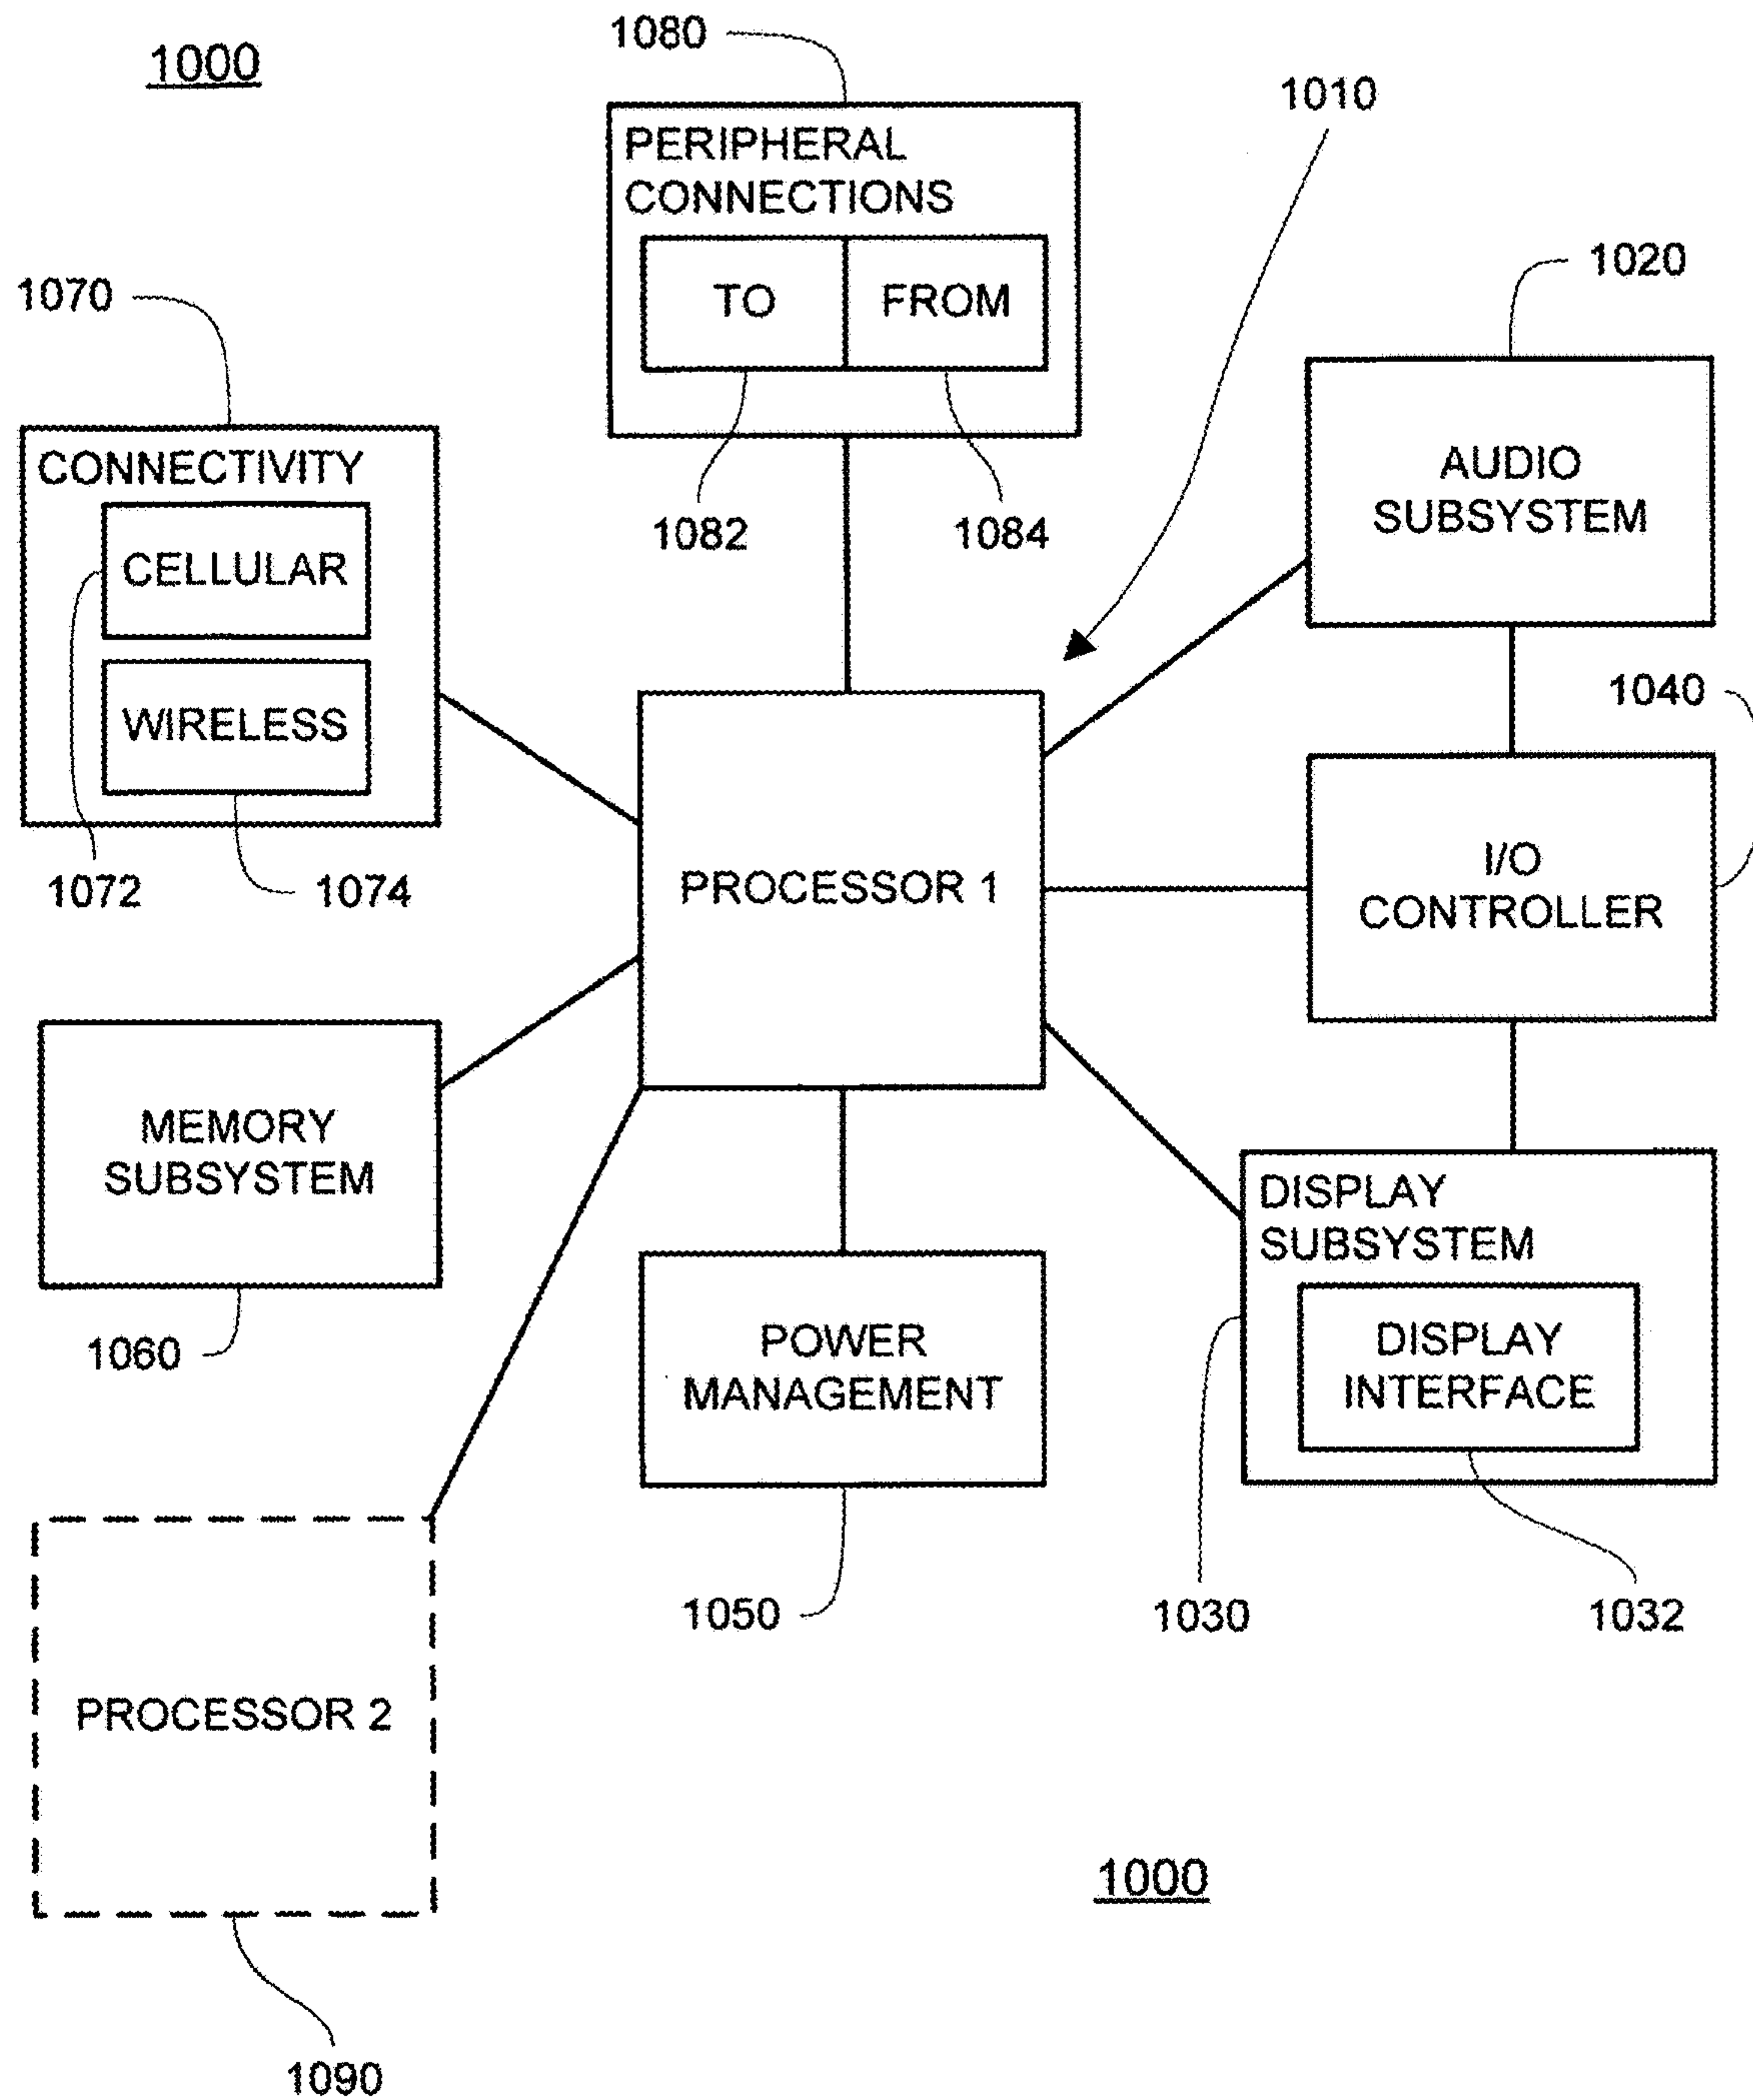 1000
1080
1010
PERIPHERAL
CONNECTIONS
TO
FROM
1082
1084
1020
AUDIO
SUBSYSTEM
1070
CONNECTIVITY
CELLULAR
WIRELESS
1072
1074
1040
I/O
CONTROLLER
PROCESSOR 1
MEMORY
SUBSYSTEM
1060
DISPLAY
SUBSYSTEM
DISPLAY
INTERFACE
1030
1032
POWER
MANAGEMENT
1050
PROCESSOR 2
1090
1000